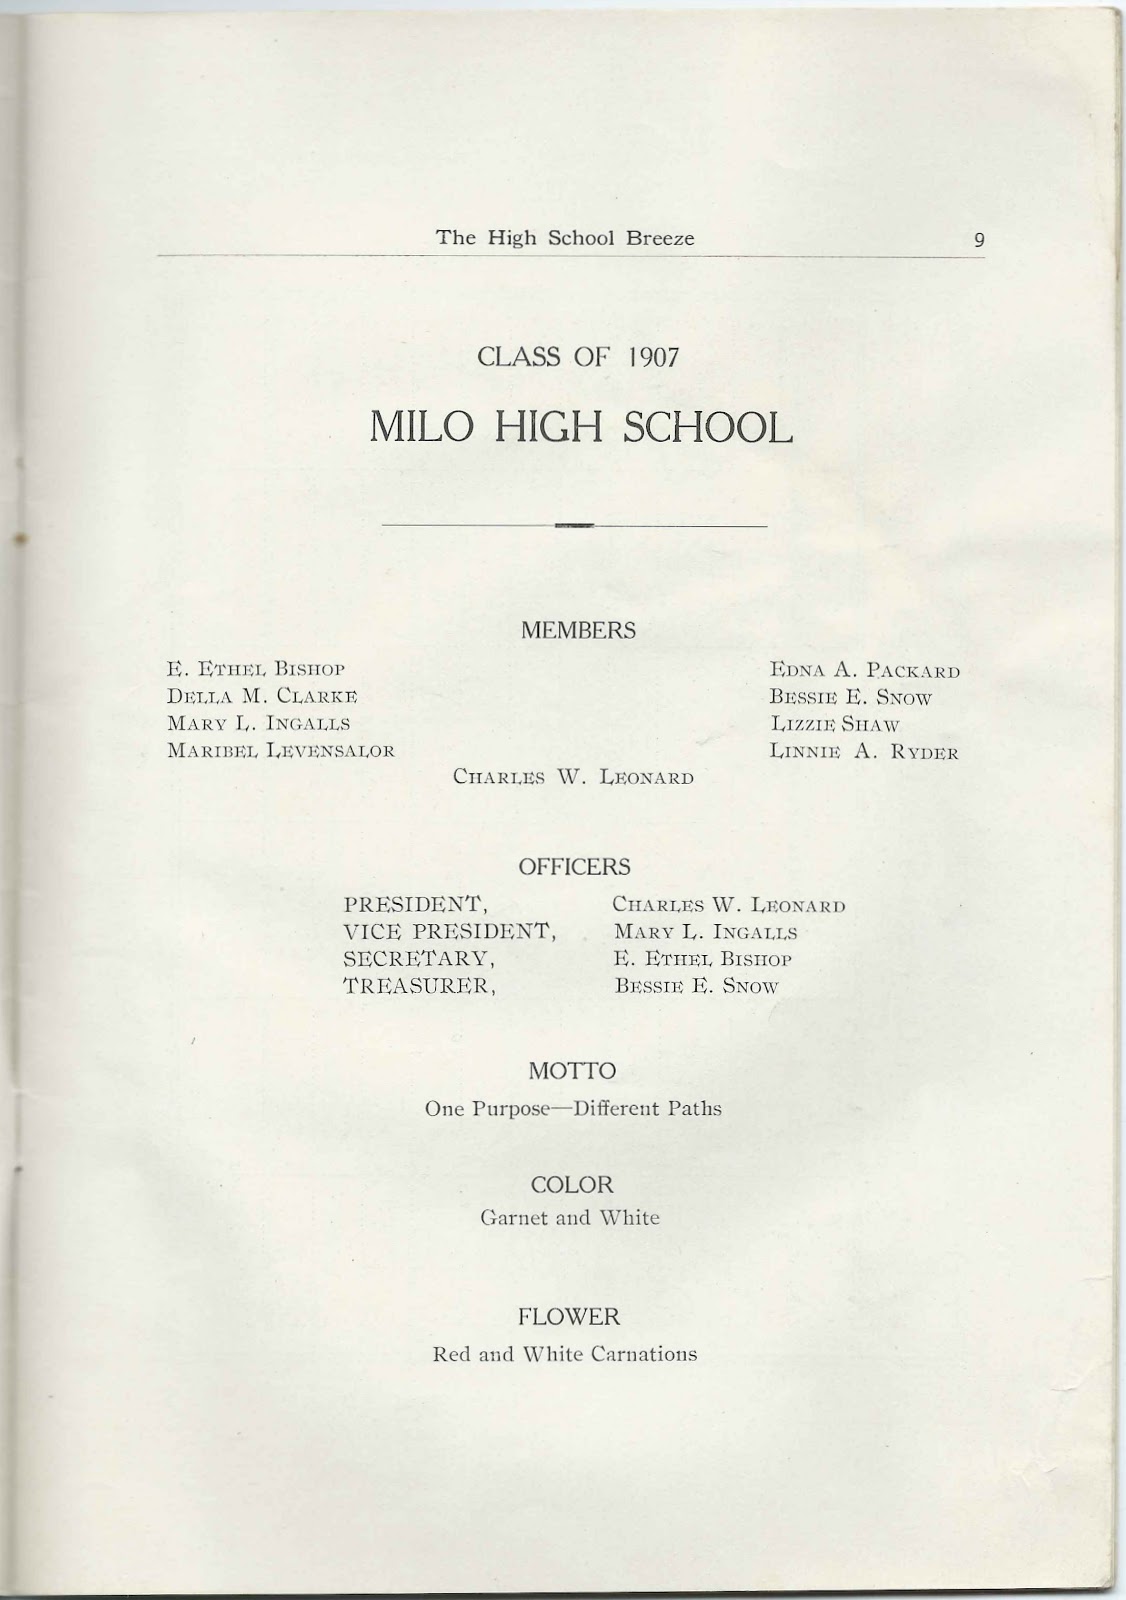 The High School Breeze 9
CLASS OF 1907
MILO HIGH SCHOOL
MEMBERS
E. Ethel Bishop Edna A. Packard
Della M. Clarke Bessie E. Snow
Mary L. Ingalls Lizzie Shaw
Maribel Levensalor Linnie A. Ryder
Charles W. Leonard
OFFICERS
PRESIDENT, Charles W. Leonard
VICE PRESIDENT, Mary L. Ingalls
SECRETARY, E. Ethel Bishop
TREASURER, Bessie E. Snow
MOTTO
One Purpose—Different Paths
COLOR
Garnet and White
FLOWER
Red and White Carnations